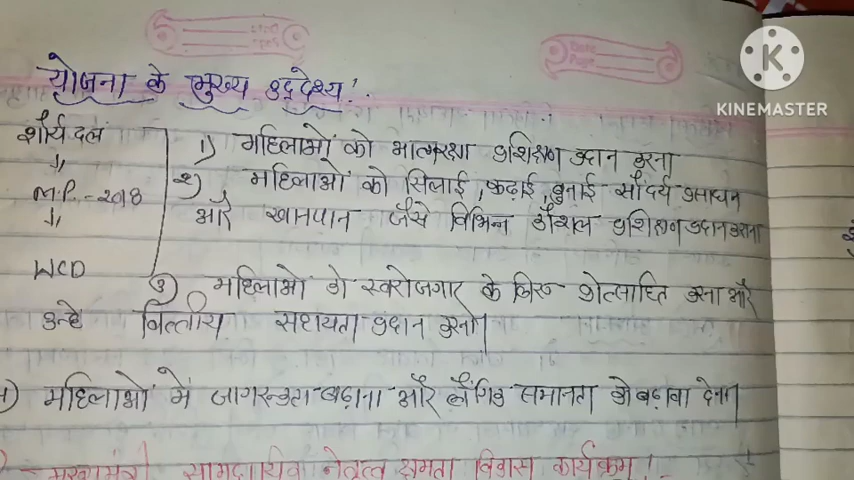 योजना के मुख्य उद्देश्य!
शौर्य दल
M.P. - 2018
WCD
1) महिलाओं को आत्मरक्षा प्रशिक्षण प्रदान करना
2) महिलाओं को सिलाई, कढ़ाई, बुनाई सौंदर्य प्रसाधन
और खानपान जैसे विभिन्न कौशल प्रशिक्षण प्रदान करना
3) महिलाओं को स्वरोजगार के लिए प्रोत्साहित करना और
उन्हें वित्तीय सहायता प्रदान करना।
4) महिलाओं में जागरूकता बढ़ाना और लैंगिक समानता को बढ़ावा देना।
- मुख्यमंत्री सामुदायिक नेतृत्व क्षमता विकास कार्यक्रम!
KINEMASTER